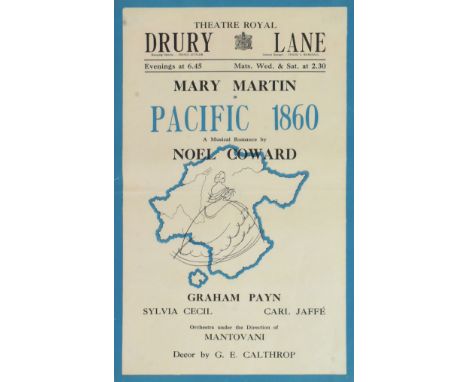 THEATRE ROYAL
DRURY LANE
Evenings at 6.45 Mats. Wed. & Sat. at 2.30
MARY MARTIN
in
PACIFIC 1860
A Musical Romance by
NOEL COWARD
GRAHAM PAYN
SYLVIA CECIL CARL JAFFÉ
Orchestra under the Direction of
MANTOVANI
Decor by G. E. CALTHROP